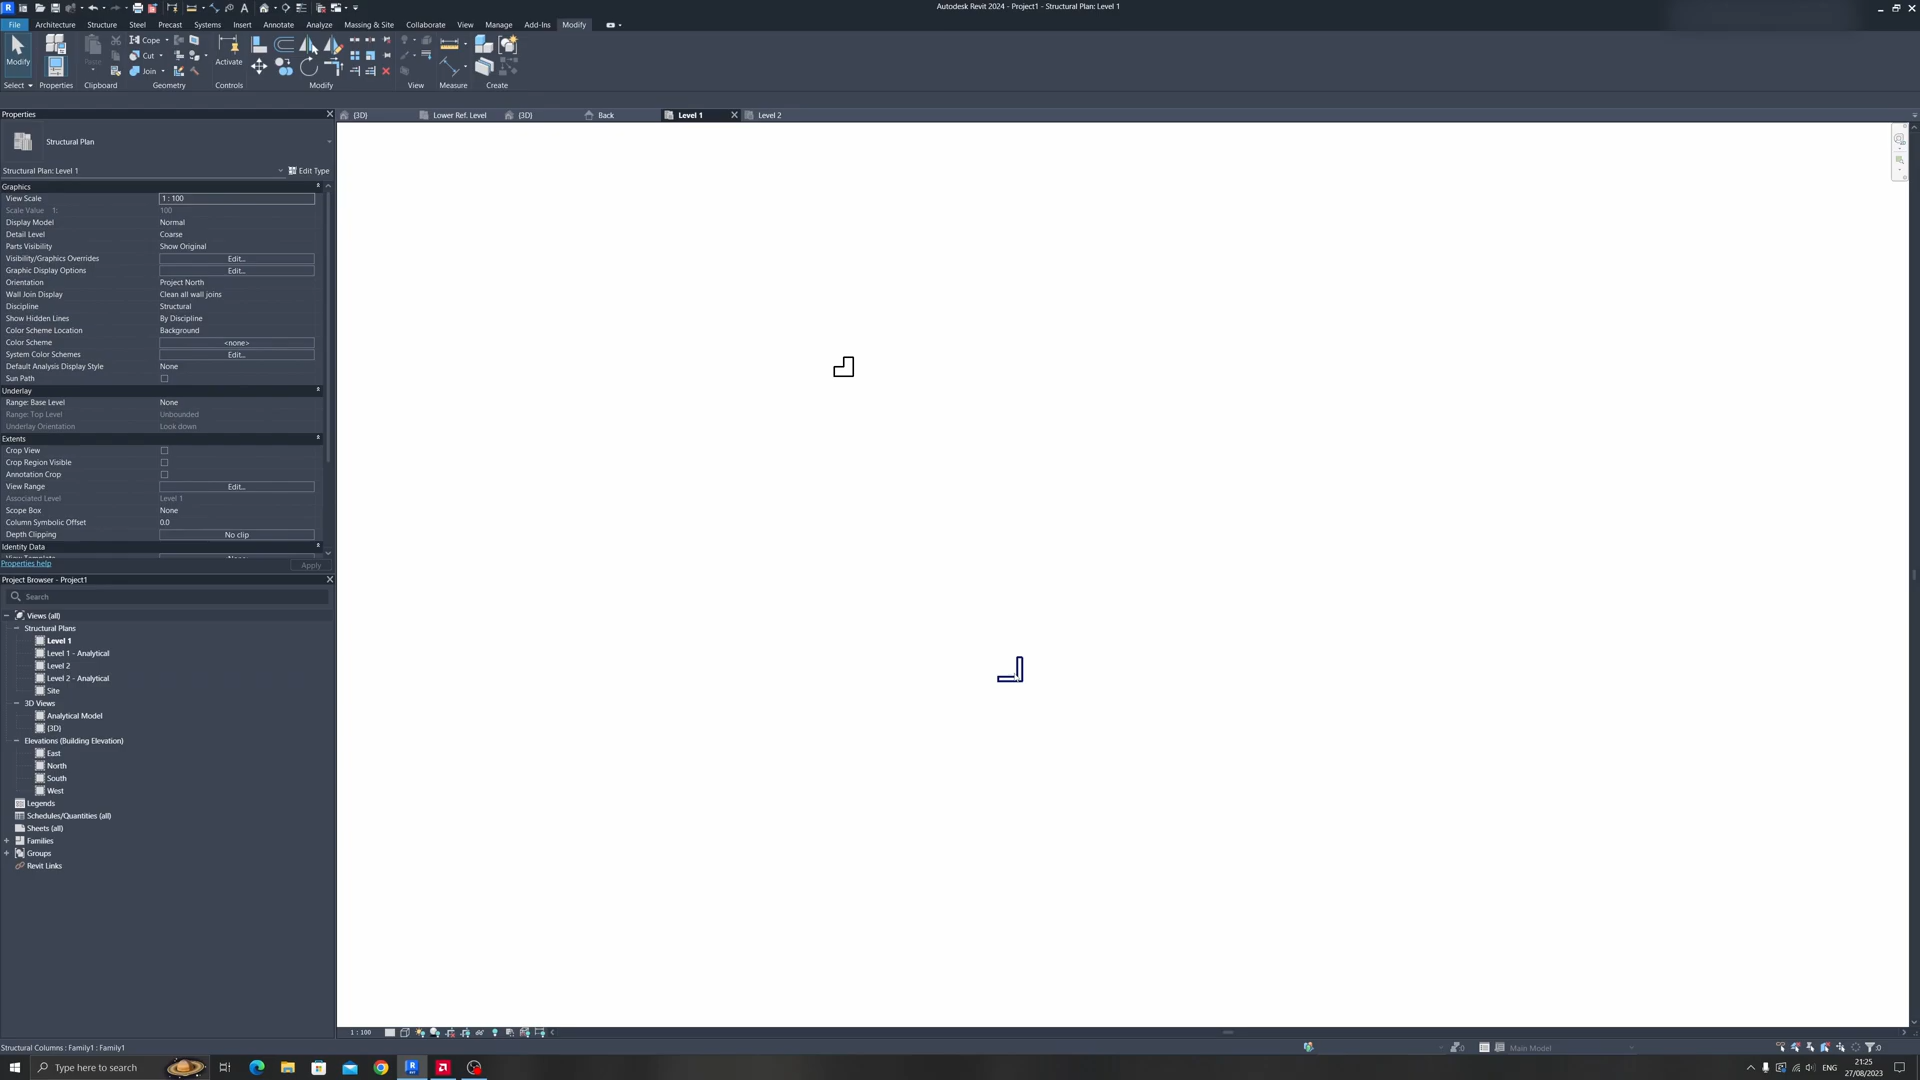 Autodesk Revit 2024 - Project1 - Structural Plan: Level 1
File Architecture Structure Steel Precast Systems Insert Annotate Analyze Massing & Site Collaborate View Manage Add-Ins Modify
Cope
Cut
Join
Modify
Paste
Activate
Select Properties Clipboard Geometry Controls Modify View Measure Create
Properties
{3D} Lower Ref. Level {3D} Back Level 1 Level 2
Structural Plan
Structural Plan: Level 1 Edit Type
Graphics
View Scale 1 : 100
Scale Value 1: 100
Display Model Normal
Detail Level Coarse
Parts Visibility Show Original
Visibility/Graphics Overrides Edit...
Graphic Display Options Edit...
Orientation Project North
Wall Join Display Clean all wall joins
Discipline Structural
Show Hidden Lines By Discipline
Color Scheme Location Background
Color Scheme <none>
System Color Schemes Edit...
Default Analysis Display Style None
Sun Path
Underlay
Range: Base Level None
Range: Top Level Unbounded
Underlay Orientation Look down
Extents
Crop View
Crop Region Visible
Annotation Crop
View Range Edit...
Associated Level Level 1
Scope Box None
Column Symbolic Offset 0.0
Depth Clipping No clip
Identity Data
Properties help Apply
Project Browser - Project1
Search
Views (all)
Structural Plans
Level 1
Level 1 - Analytical
Level 2
Level 2 - Analytical
Site
3D Views
Analytical Model
{3D}
Elevations (Building Elevation)
East
North
South
West
Legends
Schedules/Quantities (all)
Sheets (all)
Families
Groups
Revit Links
1 : 100
Structural Columns : Family1 : Family1
:0 Main Model :0
Type here to search
ENG
21:25
27/08/2023